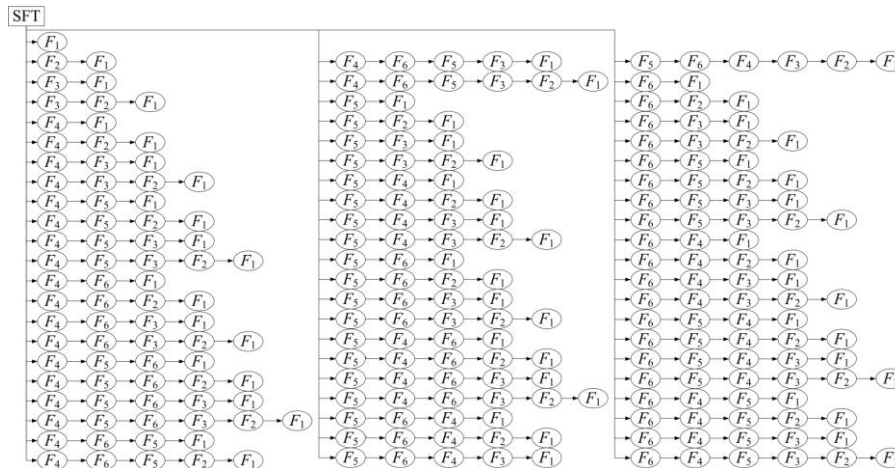 SFT
F1
F2 F1
F3 F1
F3 F2 F1
F4 F1
F4 F2 F1
F4 F3 F1
F4 F3 F2 F1
F4 F5 F1
F4 F5 F2 F1
F4 F5 F3 F1
F4 F5 F3 F2 F1
F4 F6 F1
F4 F6 F2 F1
F4 F6 F3 F1
F4 F6 F3 F2 F1
F4 F5 F6 F1
F4 F5 F6 F2 F1
F4 F5 F6 F3 F1
F4 F5 F6 F3 F2 F1
F4 F6 F5 F1
F4 F6 F5 F2 F1
F4 F6 F5 F3 F1
F4 F6 F5 F3 F2 F1
F5 F1
F5 F2 F1
F5 F3 F1
F5 F3 F2 F1
F5 F4 F1
F5 F4 F2 F1
F5 F4 F3 F1
F5 F4 F3 F2 F1
F5 F6 F1
F5 F6 F2 F1
F5 F6 F3 F1
F5 F6 F3 F2 F1
F5 F4 F6 F1
F5 F4 F6 F2 F1
F5 F4 F6 F3 F1
F5 F4 F6 F3 F2 F1
F5 F6 F4 F1
F5 F6 F4 F2 F1
F5 F6 F4 F3 F1
F5 F6 F4 F3 F2 F1
F6 F1
F6 F2 F1
F6 F3 F1
F6 F3 F2 F1
F6 F5 F1
F6 F5 F2 F1
F6 F5 F3 F1
F6 F5 F3 F2 F1
F6 F4 F1
F6 F4 F2 F1
F6 F4 F3 F1
F6 F4 F3 F2 F1
F6 F5 F4 F1
F6 F5 F4 F2 F1
F6 F5 F4 F3 F1
F6 F5 F4 F3 F2 F1
F6 F4 F5 F1
F6 F4 F5 F2 F1
F6 F4 F5 F3 F1
F6 F4 F5 F3 F2 F1